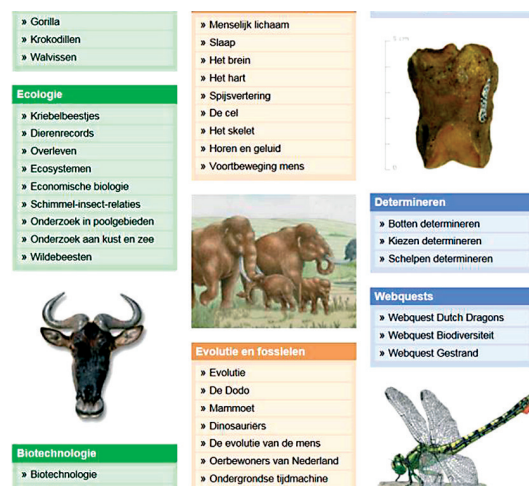 » Gorilla
» Krokodillen
» Walvissen
Ecologie
» Kriebelbeestjes
» Dierenrecords
» Overleven
» Ecosystemen
» Economische biologie
» Schimmel-insect-relaties
» Onderzoek in poolgebieden
» Onderzoek aan kust en zee
» Wildebeesten
Biotechnologie
» Biotechnologie
» Menselijk lichaam
» Slaap
» Het brein
» Het hart
» Spijsvertering
» De cel
» Het skelet
» Horen en geluid
» Voortbeweging mens
Evolutie en fossielen
» Evolutie
» De Dodo
» Mammoet
» Dinosauriërs
» De evolutie van de mens
» Oerbewoners van Nederland
» Ondergrondse tijdmachine
Determineren
» Botten determineren
» Kiezen determineren
» Schelpen determineren
Webquests
» Webquest Dutch Dragons
» Webquest Biodiversiteit
» Webquest Gestrand